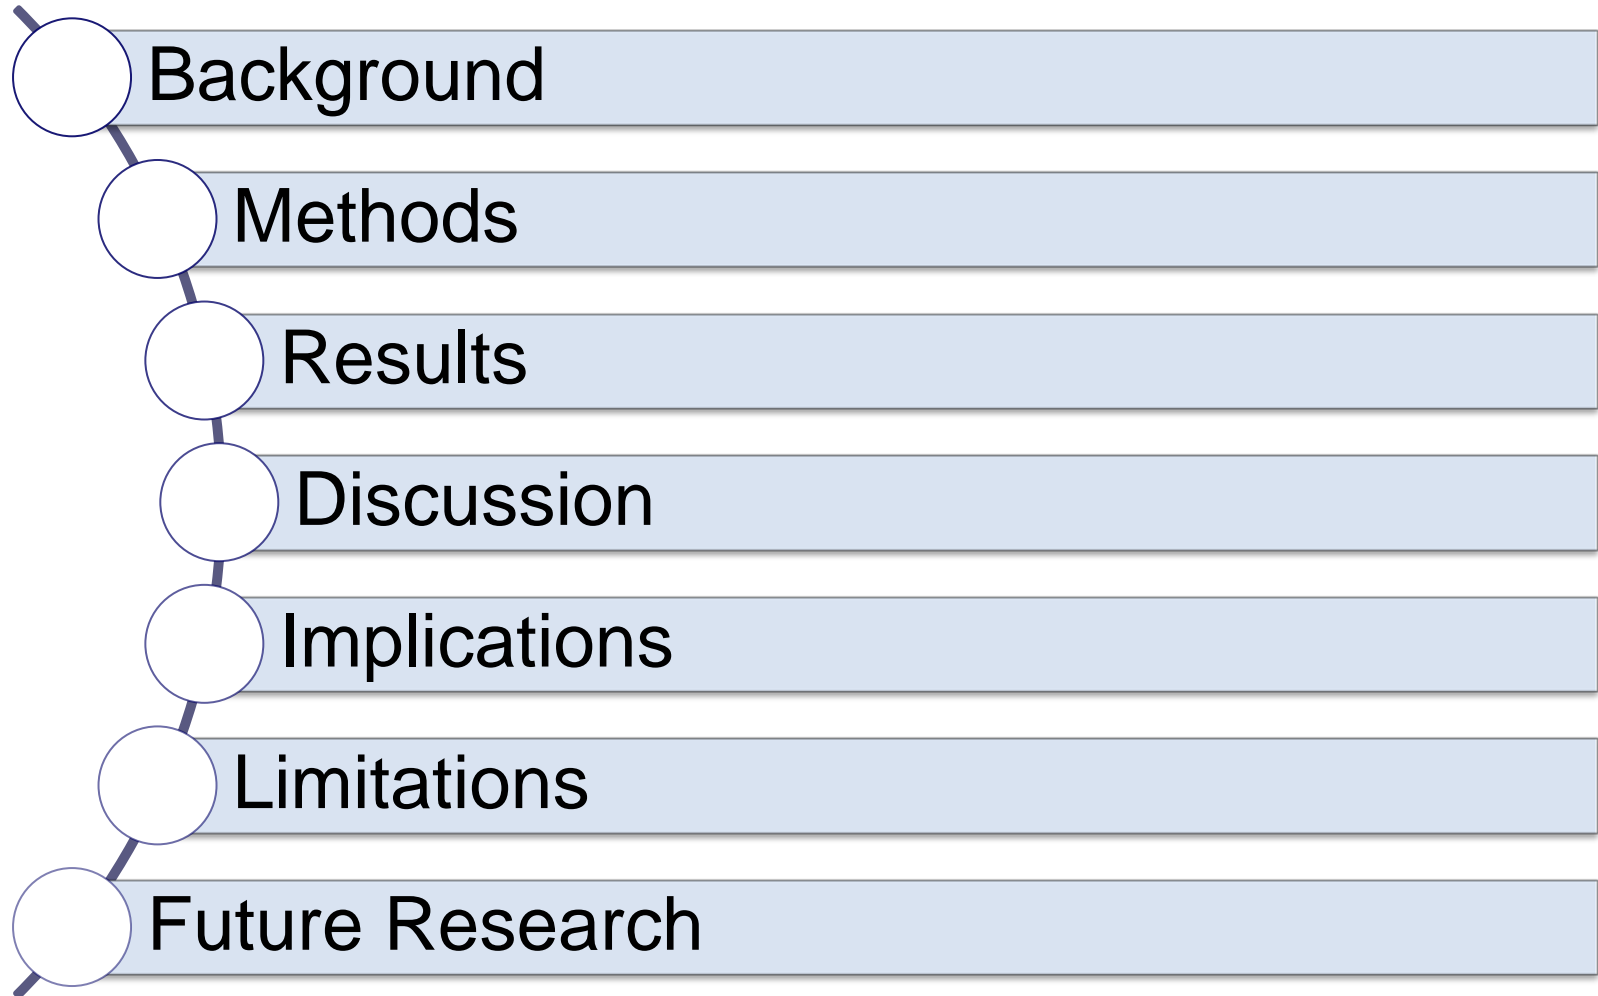 Background
Methods
Results
Discussion
Implications
Limitations
Future Research